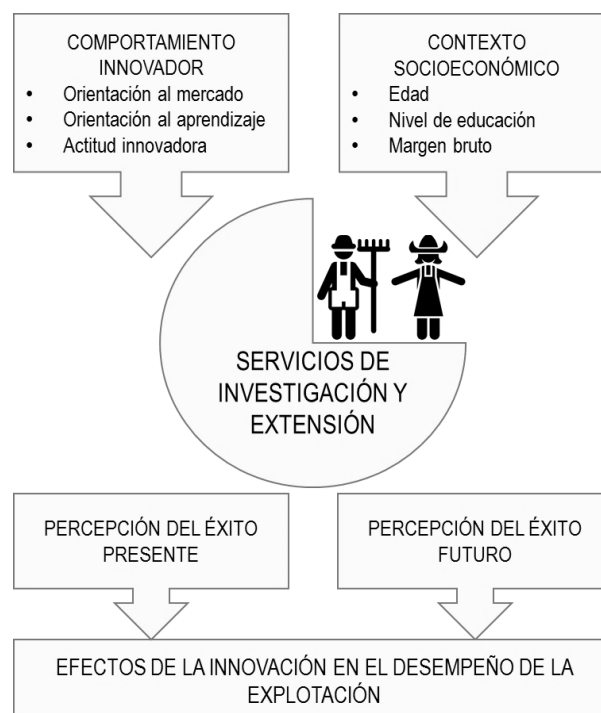 COMPORTAMIENTO
INNOVADOR
• Orientación al mercado
• Orientación al aprendizaje
• Actitud innovadora
CONTEXTO
SOCIOECONÓMICO
• Edad
• Nivel de educación
• Margen bruto
SERVICIOS DE
INVESTIGACIÓN Y
EXTENSIÓN
PERCEPCIÓN DEL ÉXITO
PRESENTE
PERCEPCIÓN DEL ÉXITO
FUTURO
EFECTOS DE LA INNOVACIÓN EN EL DESEMPEÑO DE LA
EXPLOTACIÓN